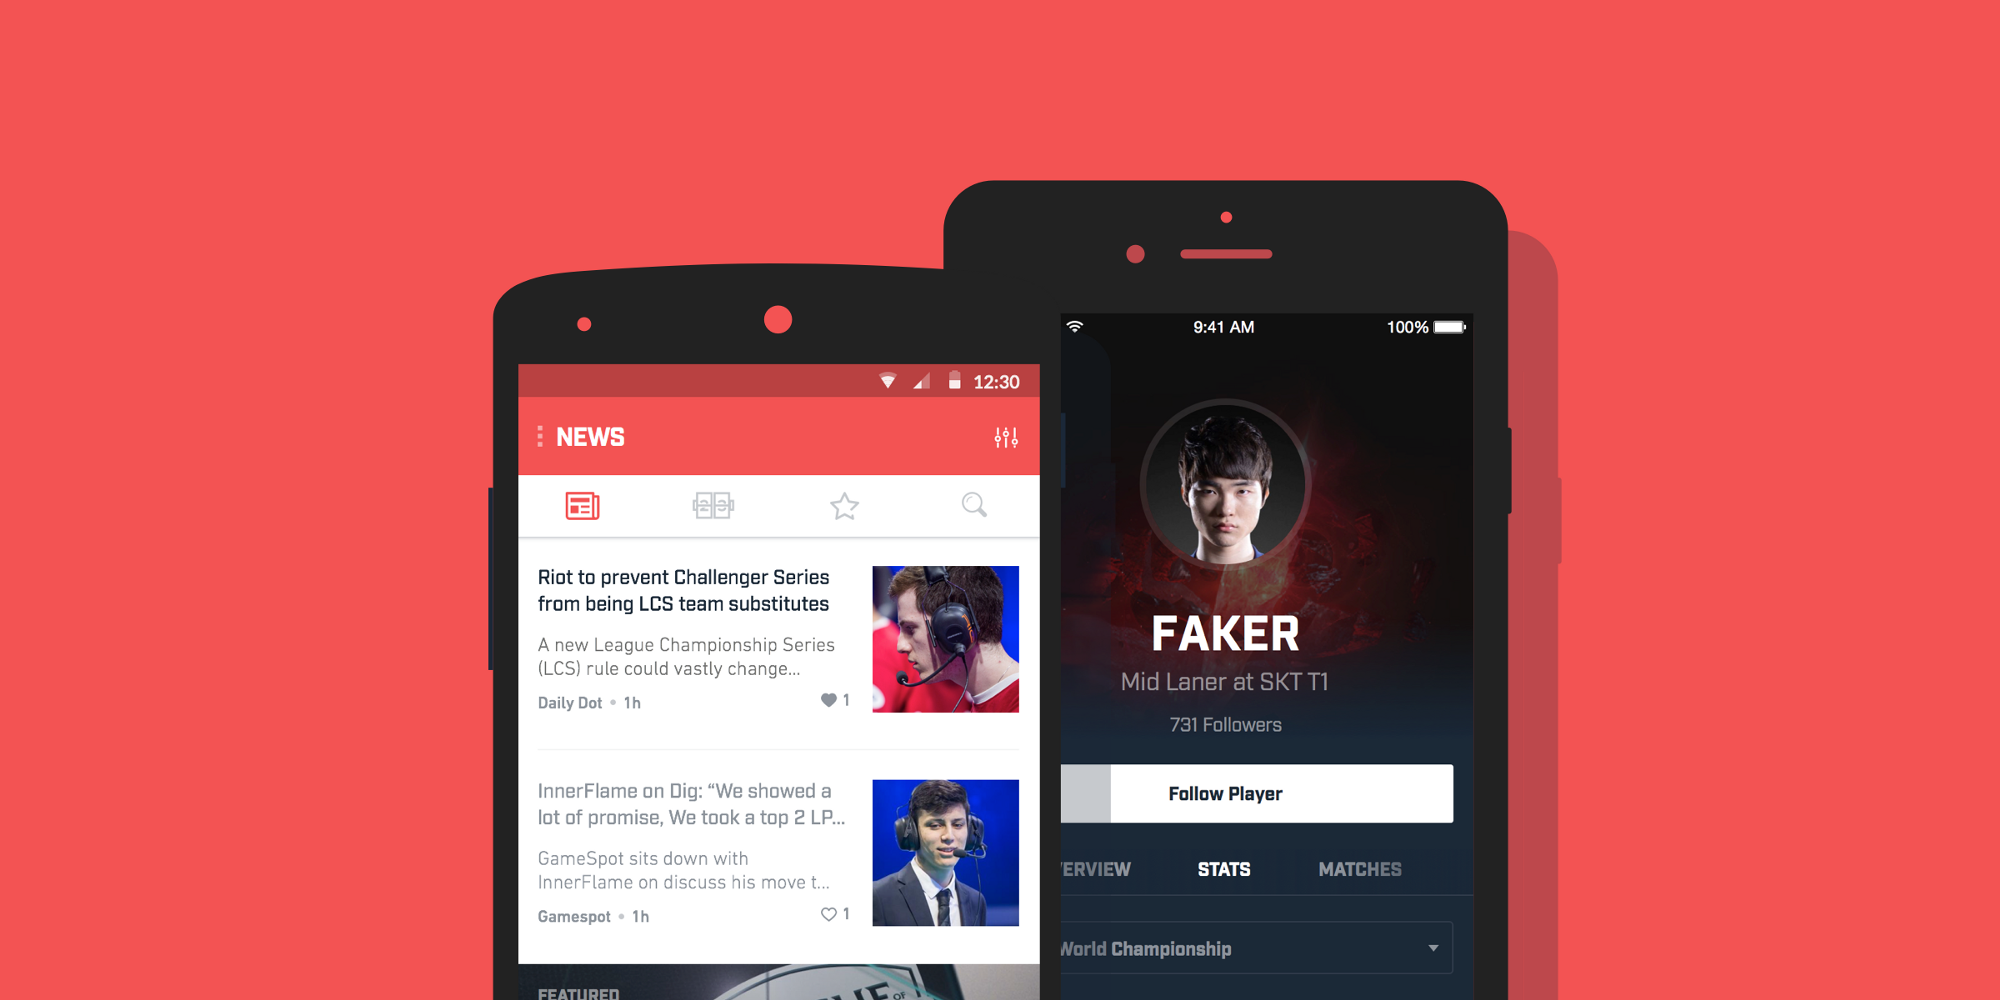 12:30
NEWS
2 3
Riot to prevent Challenger Series
from being LCS team substitutes
A new League Championship Series
(LCS) rule could vastly change...
Daily Dot • 1h
1
InnerFlame on Dig: “We showed a
lot of promise, We took a top 2 LP...
GameSpot sits down with
InnerFlame on discuss his move t...
Gamespot • 1h
1
FEATURED
OF
9:41 AM
100%
FAKER
Mid Laner at SKT T1
731 Followers
Follow Player
ERVIEW
STATS
MATCHES
World Championship